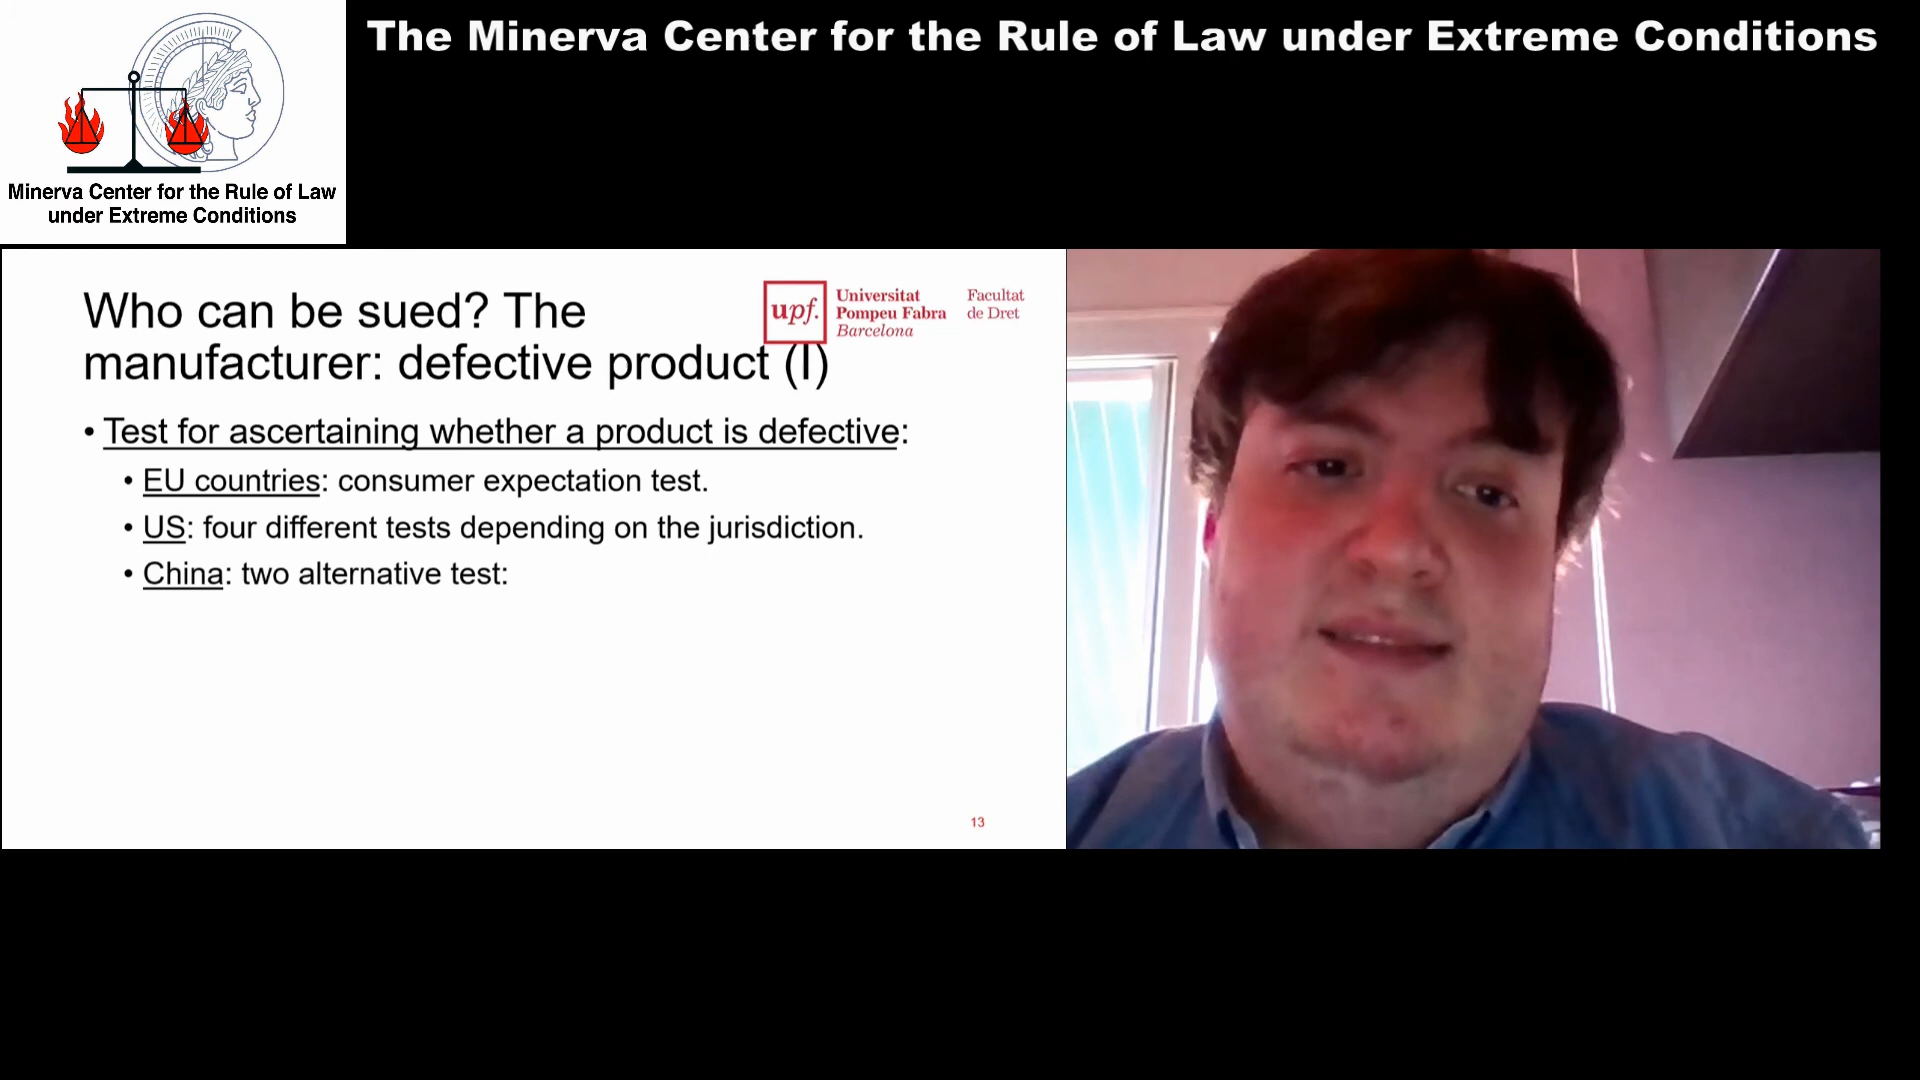 The Minerva Center for the Rule of Law under Extreme Conditions
Minerva Center for the Rule of Law
under Extreme Conditions
Who can be sued? The
manufacturer: defective product (I)
upf.
Universitat
Pompeu Fabra
Barcelona
Facultat
de Dret
• Test for ascertaining whether a product is defective:
• EU countries: consumer expectation test.
• US: four different tests depending on the jurisdiction.
• China: two alternative test:
13